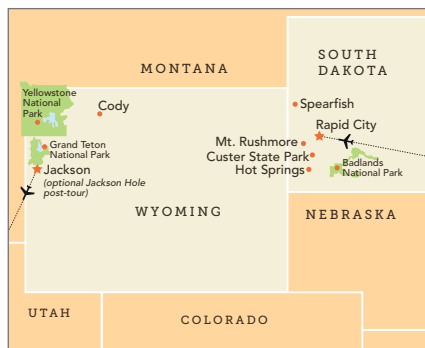 SOUTH
DAKOTA
MONTANA
Yellowstone
National
Park
Cody
Spearfish
Rapid City
Grand Teton
National Park
Mt. Rushmore
Custer State Park
Hot Springs
Badlands
National Park
Jackson
(optional Jackson Hole
post-tour)
WYOMING
NEBRASKA
UTAH
COLORADO